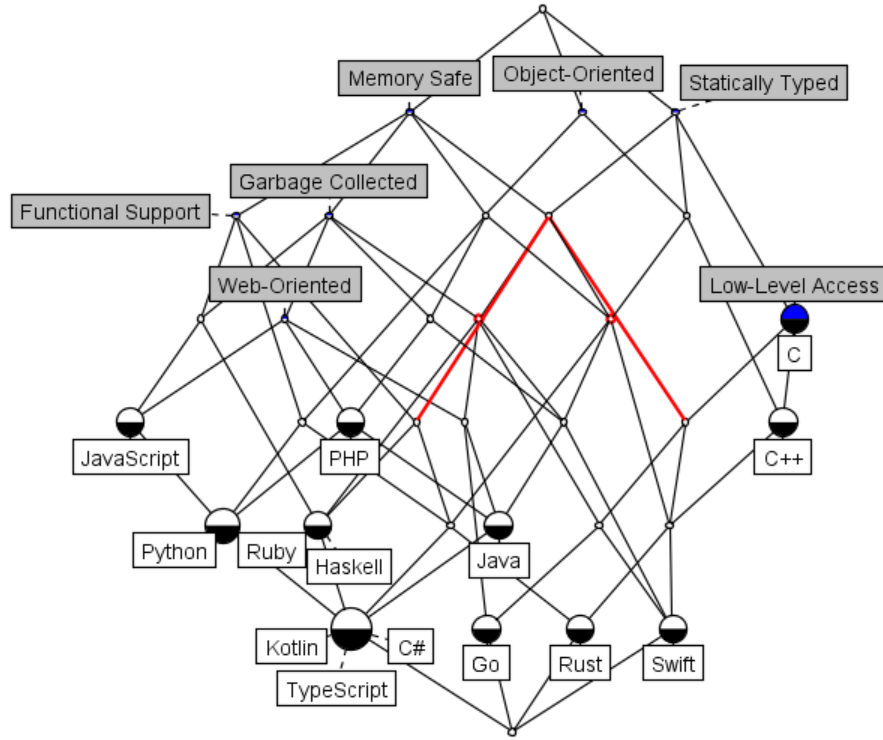 Object-Oriented
Memory Safe
Statically Typed
Garbage Collected
Functional Support
Web-Oriented
Low-Level Access
C
JavaScript
PHP
C++
Python
Ruby
Haskell
Java
Kotlin
C#
Go
Rust
Swift
TypeScript